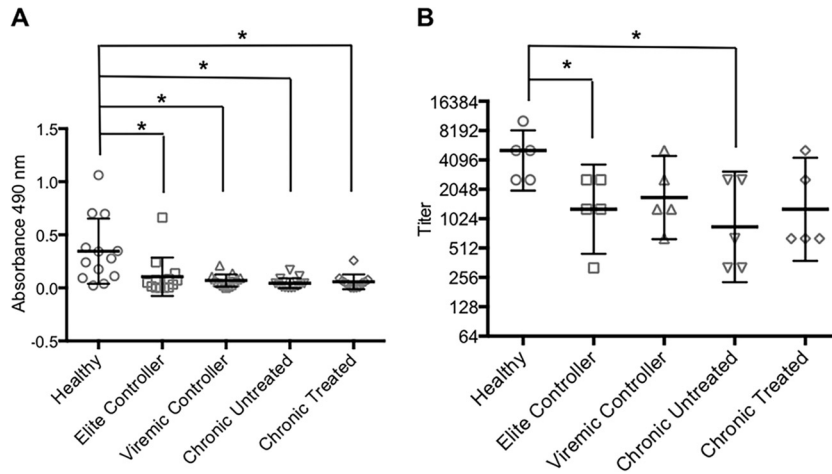 A
*
*
*
*
Absorbance 490 nm
1.5
1.0
0.5
0.0
-0.5
Healthy
Elite Controller
Viremic Controller
Chronic Untreated
Chronic Treated
B
*
*
Titer
16384
8192
4096
2048
1024
512
256
128
64
Healthy
Elite Controller
Viremic Controller
Chronic Untreated
Chronic Treated